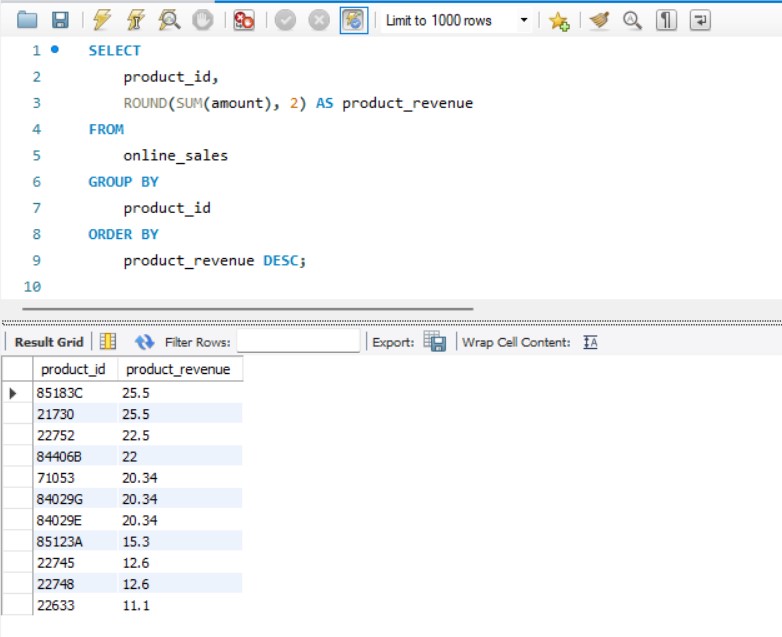 Limit to 1000 rows
1 SELECT
2 product_id,
3 ROUND(SUM(amount), 2) AS product_revenue
4 FROM
5 online_sales
6 GROUP BY
7 product_id
8 ORDER BY
9 product_revenue DESC;
10
Result Grid Filter Rows: Export: Wrap Cell Content: IA
product_id product_revenue
85183C 25.5
21730 25.5
22752 22.5
84406B 22
71053 20.34
84029G 20.34
84029E 20.34
85123A 15.3
22745 12.6
22748 12.6
22633 11.1